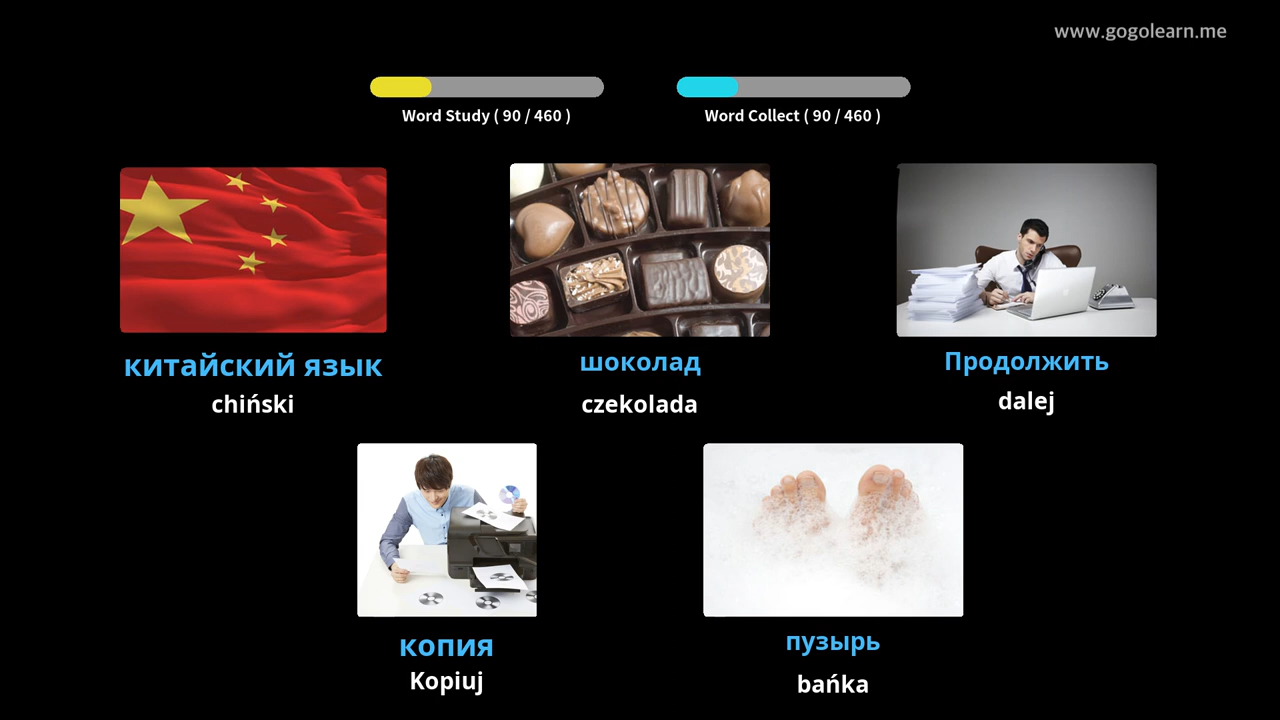 www.gogolearn.me
Word Study ( 90 / 460 )
Word Collect ( 90 / 460 )
китайский язык
chiński
шоколад
czekolada
Продолжить
dalej
копия
Kopiuj
пузырь
bańka